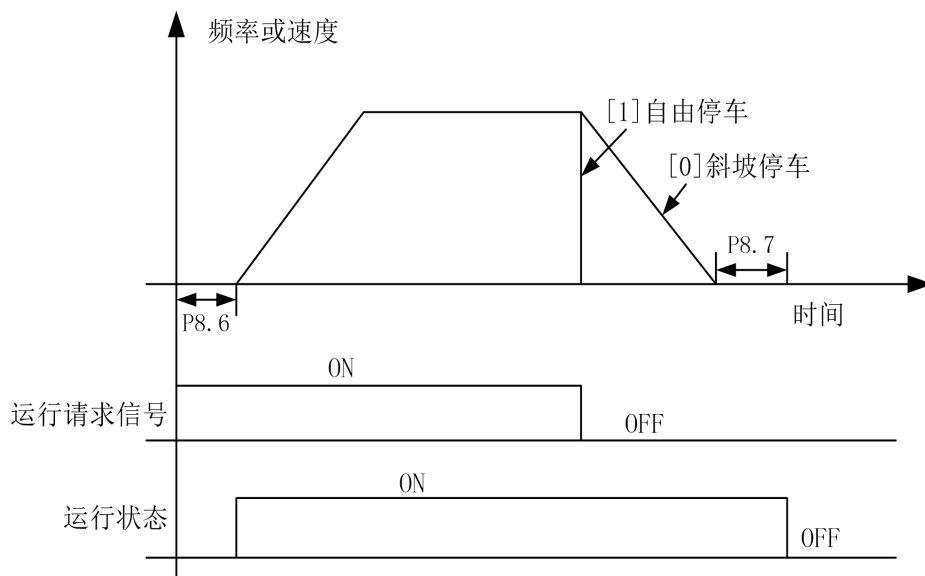 频率或速度
[1]自由停车
[0]斜坡停车
P8.7
P8.6
时间
ON
运行请求信号
OFF
ON
运行状态
OFF